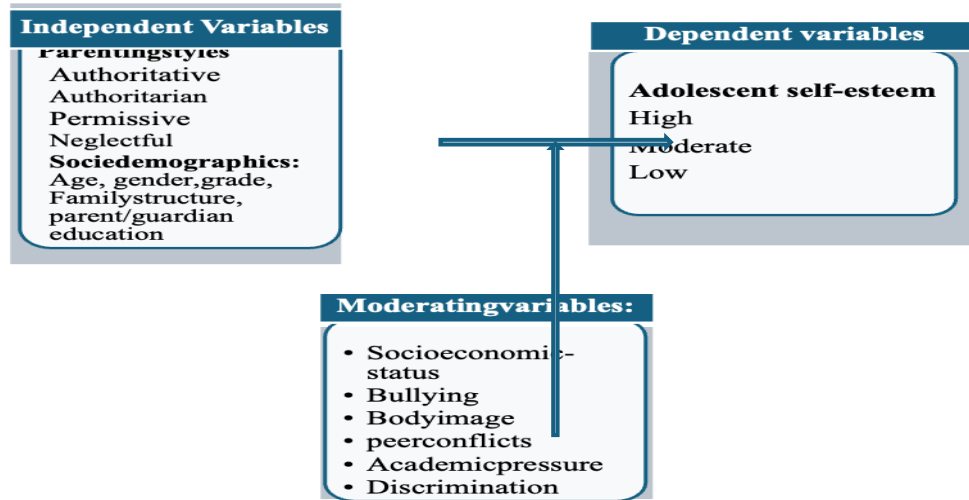 Independent Variables
Parentingstyles
Authoritative
Authoritarian
Permissive
Neglectful
Sociedemographics:
Age, gender,grade,
Familystructure,
parent/guardian
education
Dependent variables
Adolescent self-esteem
High
Moderate
Low
Moderatingvariables:
• Socioeconomic-
status
• Bullying
• Bodyimage
• peerconflicts
• Academicpressure
• Discrimination